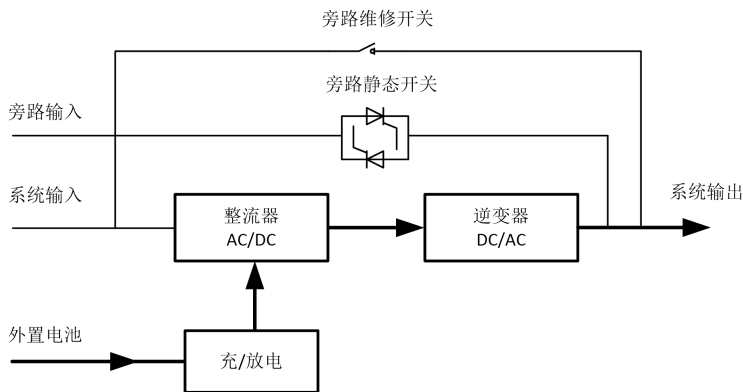 旁路维修开关
旁路静态开关
旁路输入
系统输入
整流器
AC/DC
逆变器
DC/AC
系统输出
外置电池
充/放电